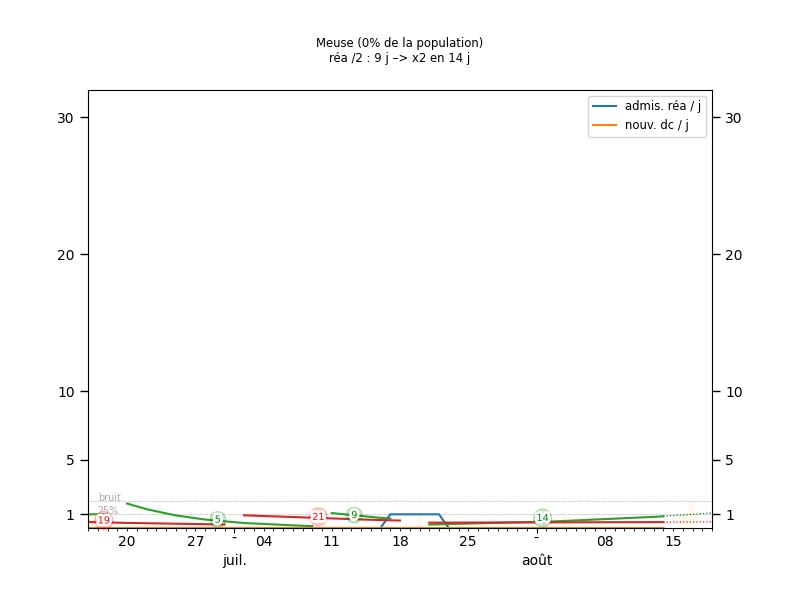 Meuse (0% de la population)
réa /2 : 9 j –> x2 en 14 j
admis. réa / j
nouv. dc / j
30 30
20 20
10 10
5 5
bruit
25%
1 1
19 5 21 9 14
20 27 - 04 11 18 25 - 08 15
juil. août